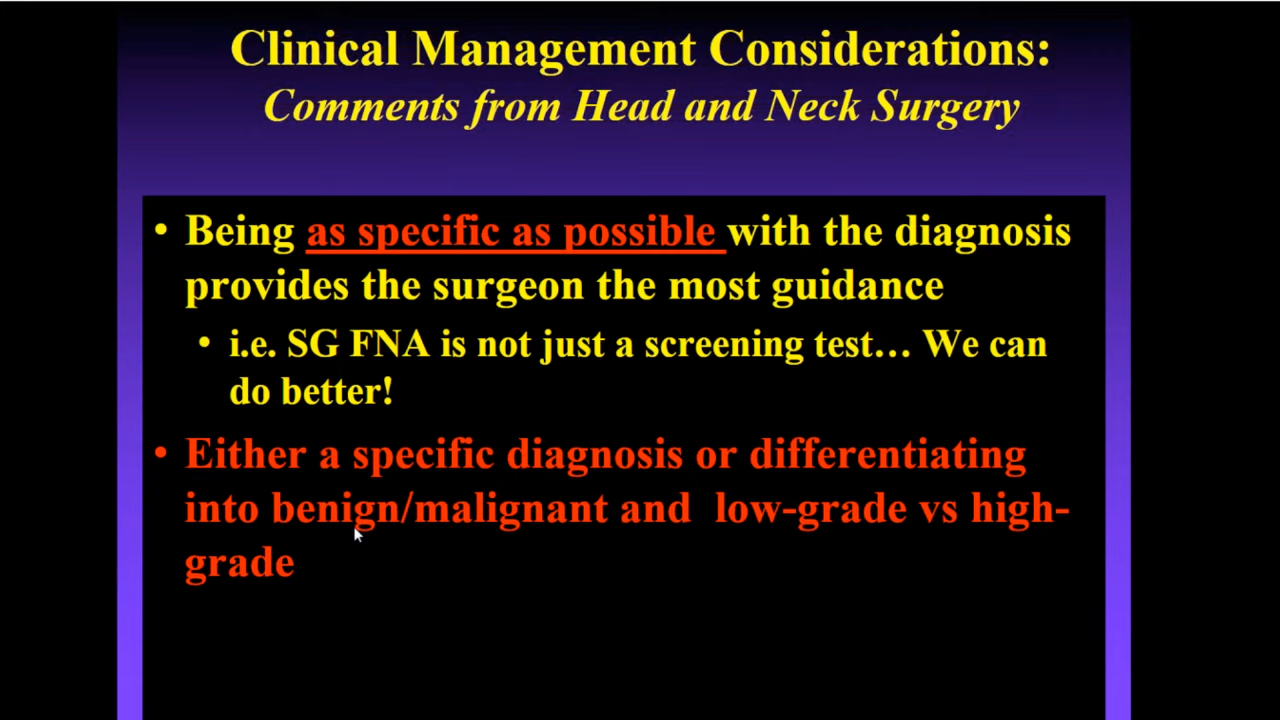 Clinical Management Considerations:
Comments from Head and Neck Surgery
• Being as specific as possible with the diagnosis
provides the surgeon the most guidance
• i.e. SG FNA is not just a screening test… We can
do better!
• Either a specific diagnosis or differentiating
into benign/malignant and  low-grade vs high-
grade